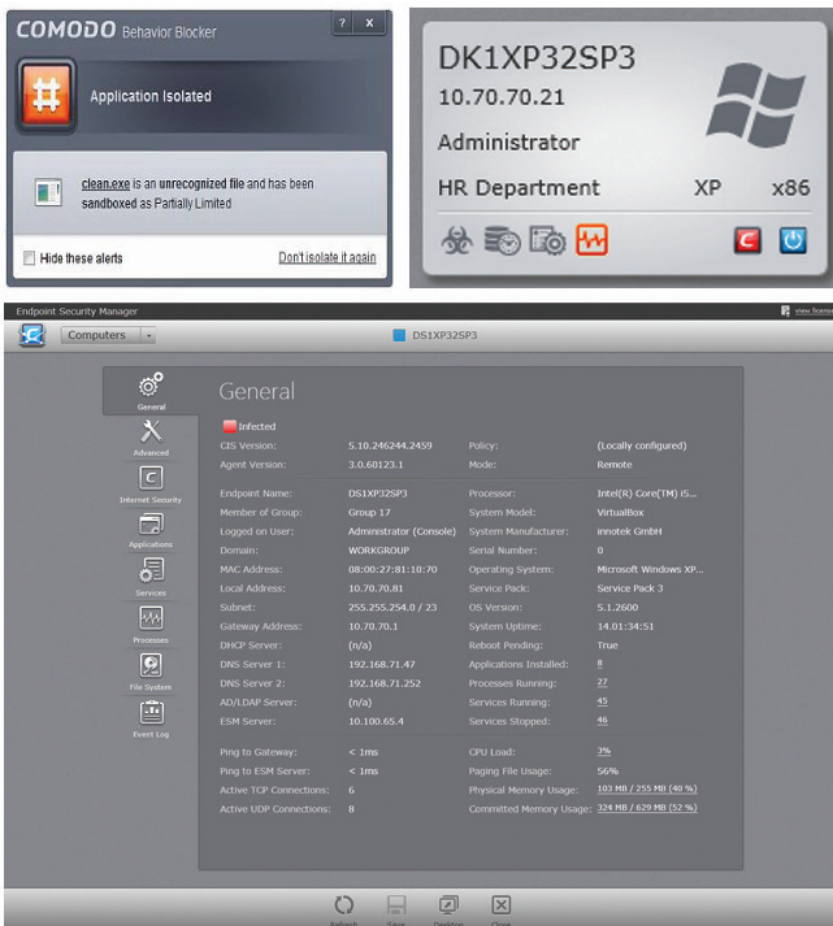 COMODO Behavior Blocker
? X
Application Isolated
clean.exe is an unrecognized file and has been
sandboxed as Partially Limited
Hide these alerts Don't isolate it again
DK1XP32SP3
10.70.70.21
Administrator
HR Department XP x86
Endpoint Security Manager view license
Computers DS1XP32SP3
General
General
Infected
CIS Version: 5.10.246244.2459 Policy: (Locally configured)
Advanced
Agent Version: 3.0.60123.1 Mode: Remote
Endpoint Name: DS1XP32SP3 Processor: Intel(R) Core(TM) i5...
Internet Security
Member of Group: Group 17 System Model: VirtualBox
Logged on User: Administrator (Console) System Manufacturer: innotek GmbH
Applications
Domain: WORKGROUP Serial Number: 0
MAC Address: 08:00:27:81:10:70 Operating System: Microsoft Windows XP...
Services
Local Address: 10.70.70.81 Service Pack: Service Pack 3
Subnet: 255.255.254.0 / 23 OS Version: 5.1.2600
Gateway Address: 10.70.70.1 System Uptime: 14.01:34:51
Processes
DHCP Server: (n/a) Reboot Pending: True
DNS Server 1: 192.168.71.47 Applications Installed: 8
DNS Server 2: 192.168.71.252 Processes Running: 27
File System
AD/LDAP Server: (n/a) Services Running: 45
ESM Server: 10.100.65.4 Services Stopped: 46
Event Log
Ping to Gateway: < 1ms CPU Load: 3%
Ping to ESM Server: < 1ms Paging File Usage: 56%
Active TCP Connections: 6 Physical Memory Usage: 103 MB / 255 MB (40 %)
Active UDP Connections: 8 Committed Memory Usage: 324 MB / 629 MB (52 %)
Refresh Save Desktop Close